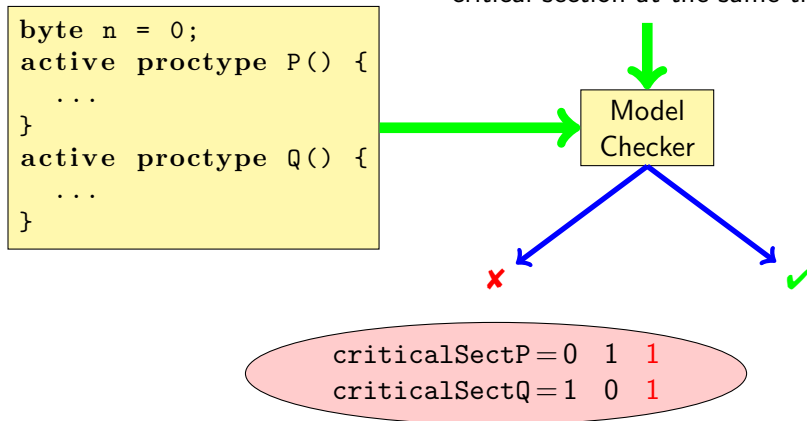 critical section at the same t
byte n = 0;
active proctype P() {
...
}
active proctype Q() {
...
}
Model
Checker
✘ ✔
criticalSectP=0 1 1
criticalSectQ=1 0 1